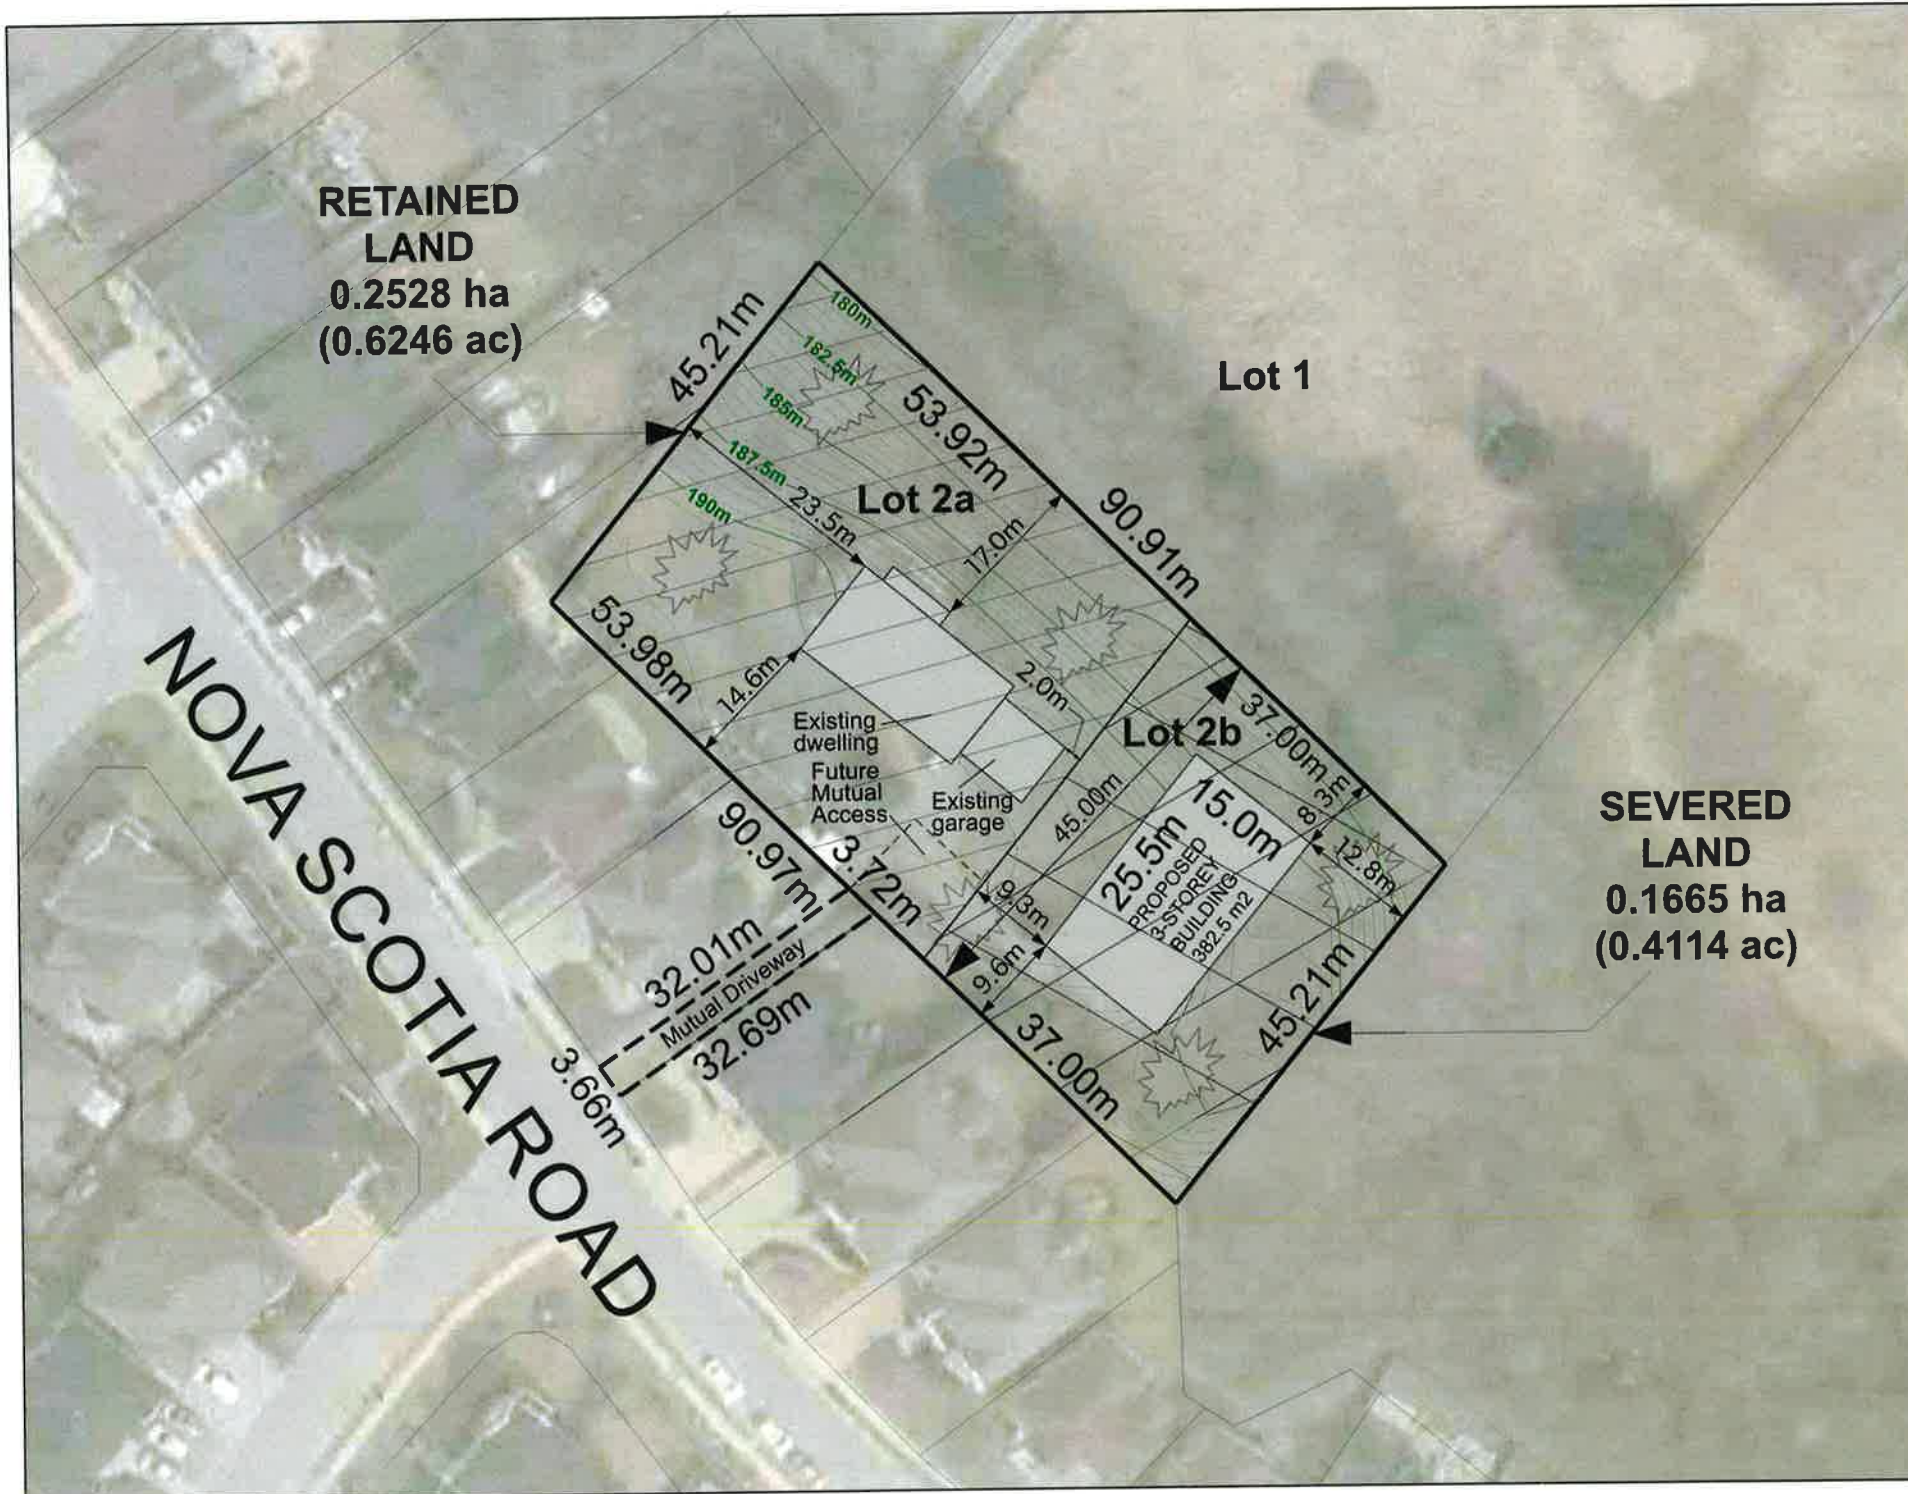 RETAINED
LAND
0.2528 ha
(0.6246 ac)
45.21m
180m
182.5m
185m
187.5m
190m
53.92m
Lot 1
Lot 2a
23.5m
17.0m
90.91m
53.98m
14.6m
2.0m
Existing
dwelling
Future
Mutual
Access
Existing
garage
Lot 2b
37.00m
45.00m
15.0m
25.5m
PROPOSED
3-STOREY
BUILDING
382.5 m2
8.3m
12.8m
SEVERED
LAND
0.1665 ha
(0.4114 ac)
90.97m
3.72m
9.3m
9.6m
45.21m
37.00m
32.01m
Mutual Driveway
32.69m
3.66m
NOVA SCOTIA ROAD